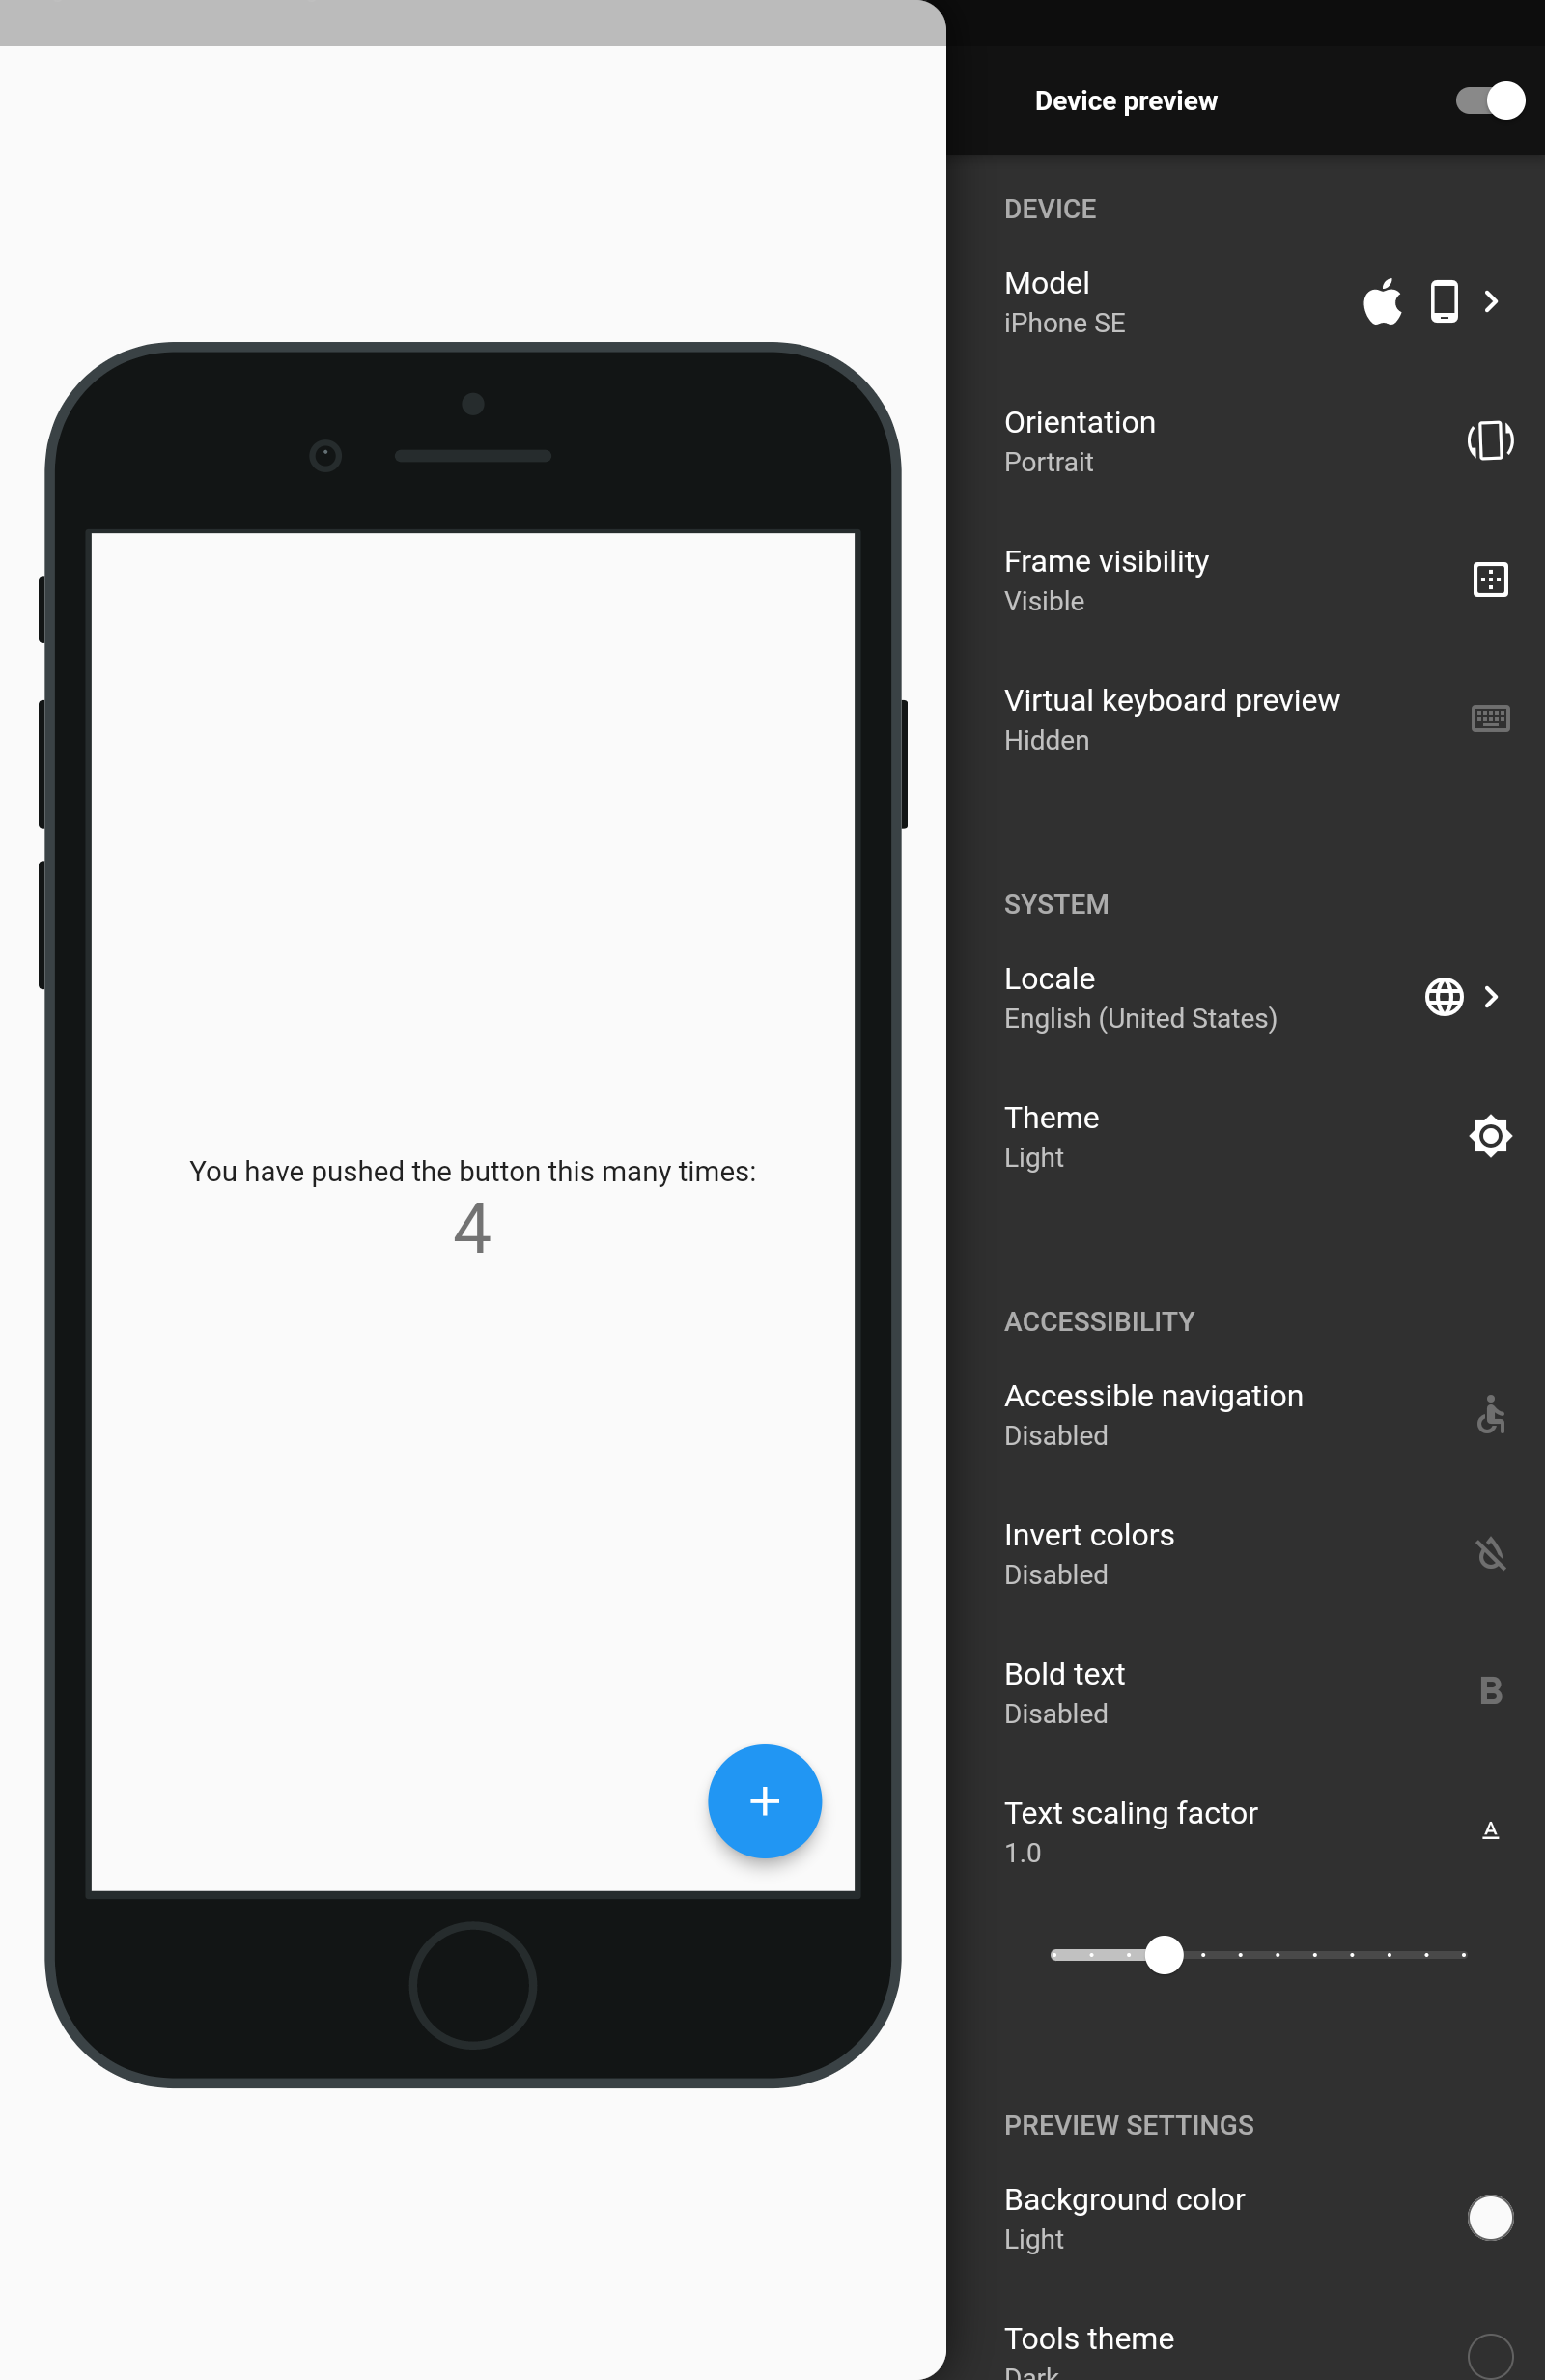 You have pushed the button this many times:
4
Device preview
DEVICE
Model
iPhone SE
Orientation
Portrait
Frame visibility
Visible
Virtual keyboard preview
Hidden
SYSTEM
Locale
English (United States)
Theme
Light
ACCESSIBILITY
Accessible navigation
Disabled
Invert colors
Disabled
Bold text
Disabled
B
Text scaling factor
A
1.0
PREVIEW SETTINGS
Background color
Light
Tools theme
Dark